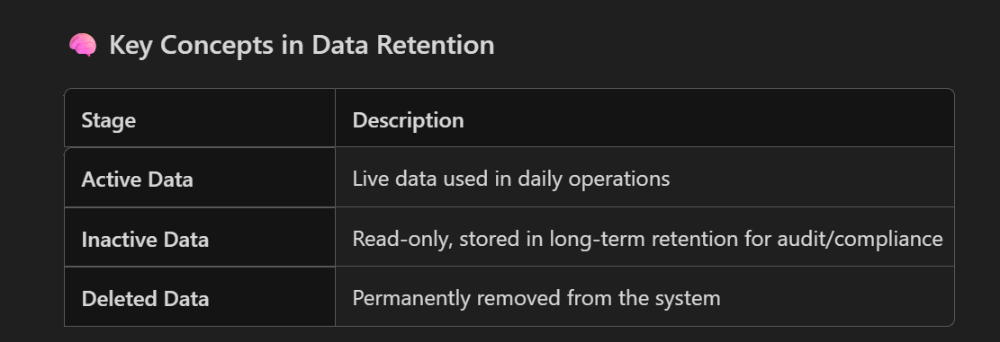 🧠 Key Concepts in Data Retention
Stage Description
Active Data Live data used in daily operations
Inactive Data Read-only, stored in long-term retention for audit/compliance
Deleted Data Permanently removed from the system